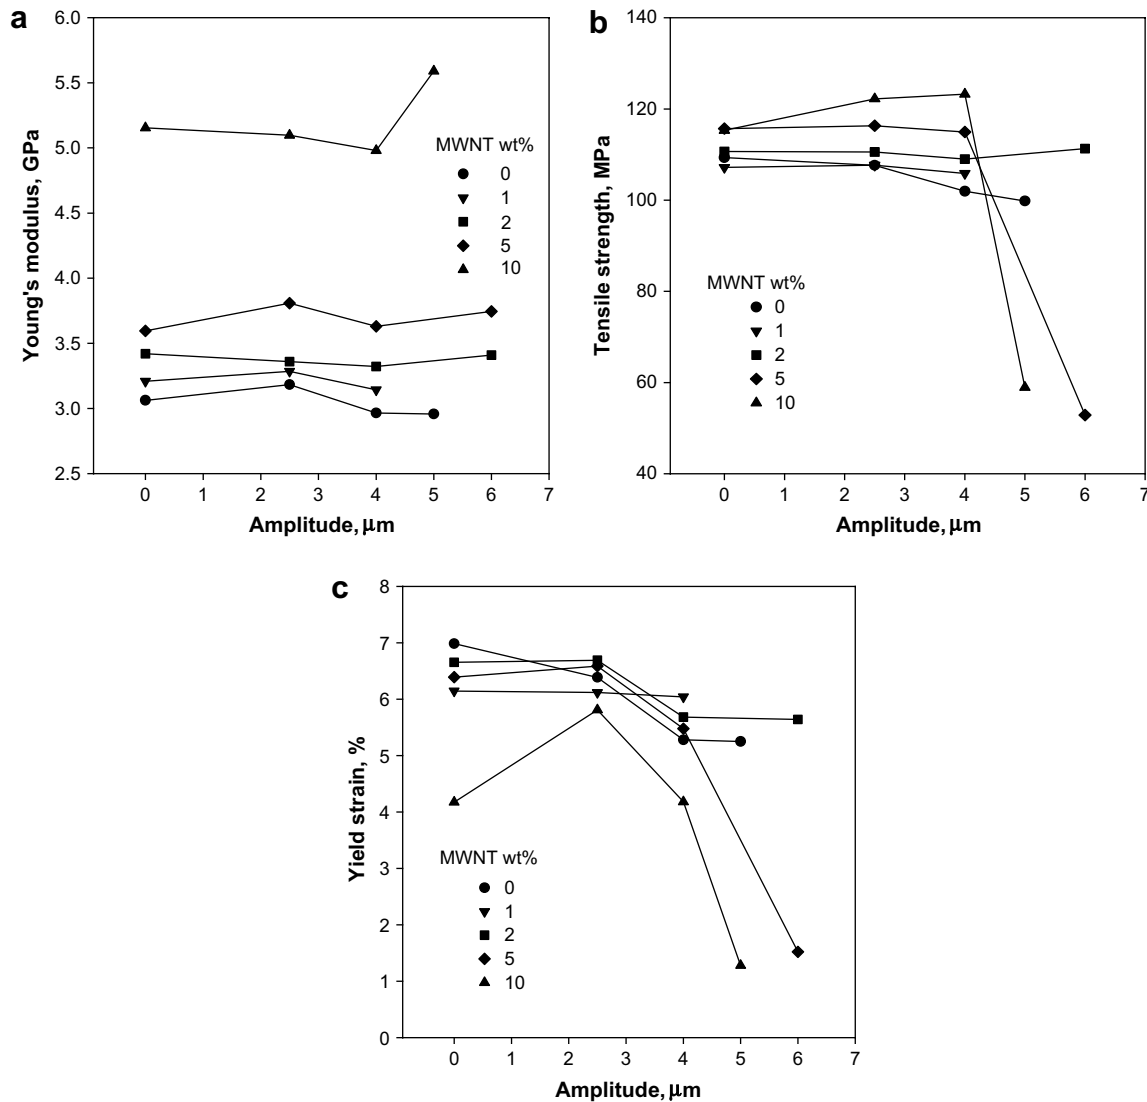 a
6.0
5.5
5.0
4.5
4.0
3.5
3.0
2.5
Young's modulus, GPa
MWNT wt%
0
1
2
5
10
0 1 2 3 4 5 6 7
Amplitude, μm
b
140
120
100
80
60
40
Tensile strength, MPa
MWNT wt%
0
1
2
5
10
0 1 2 3 4 5 6 7
Amplitude, μm
c
8
7
6
5
4
3
2
1
0
Yield strain, %
MWNT wt%
0
1
2
5
10
0 1 2 3 4 5 6 7
Amplitude, μm